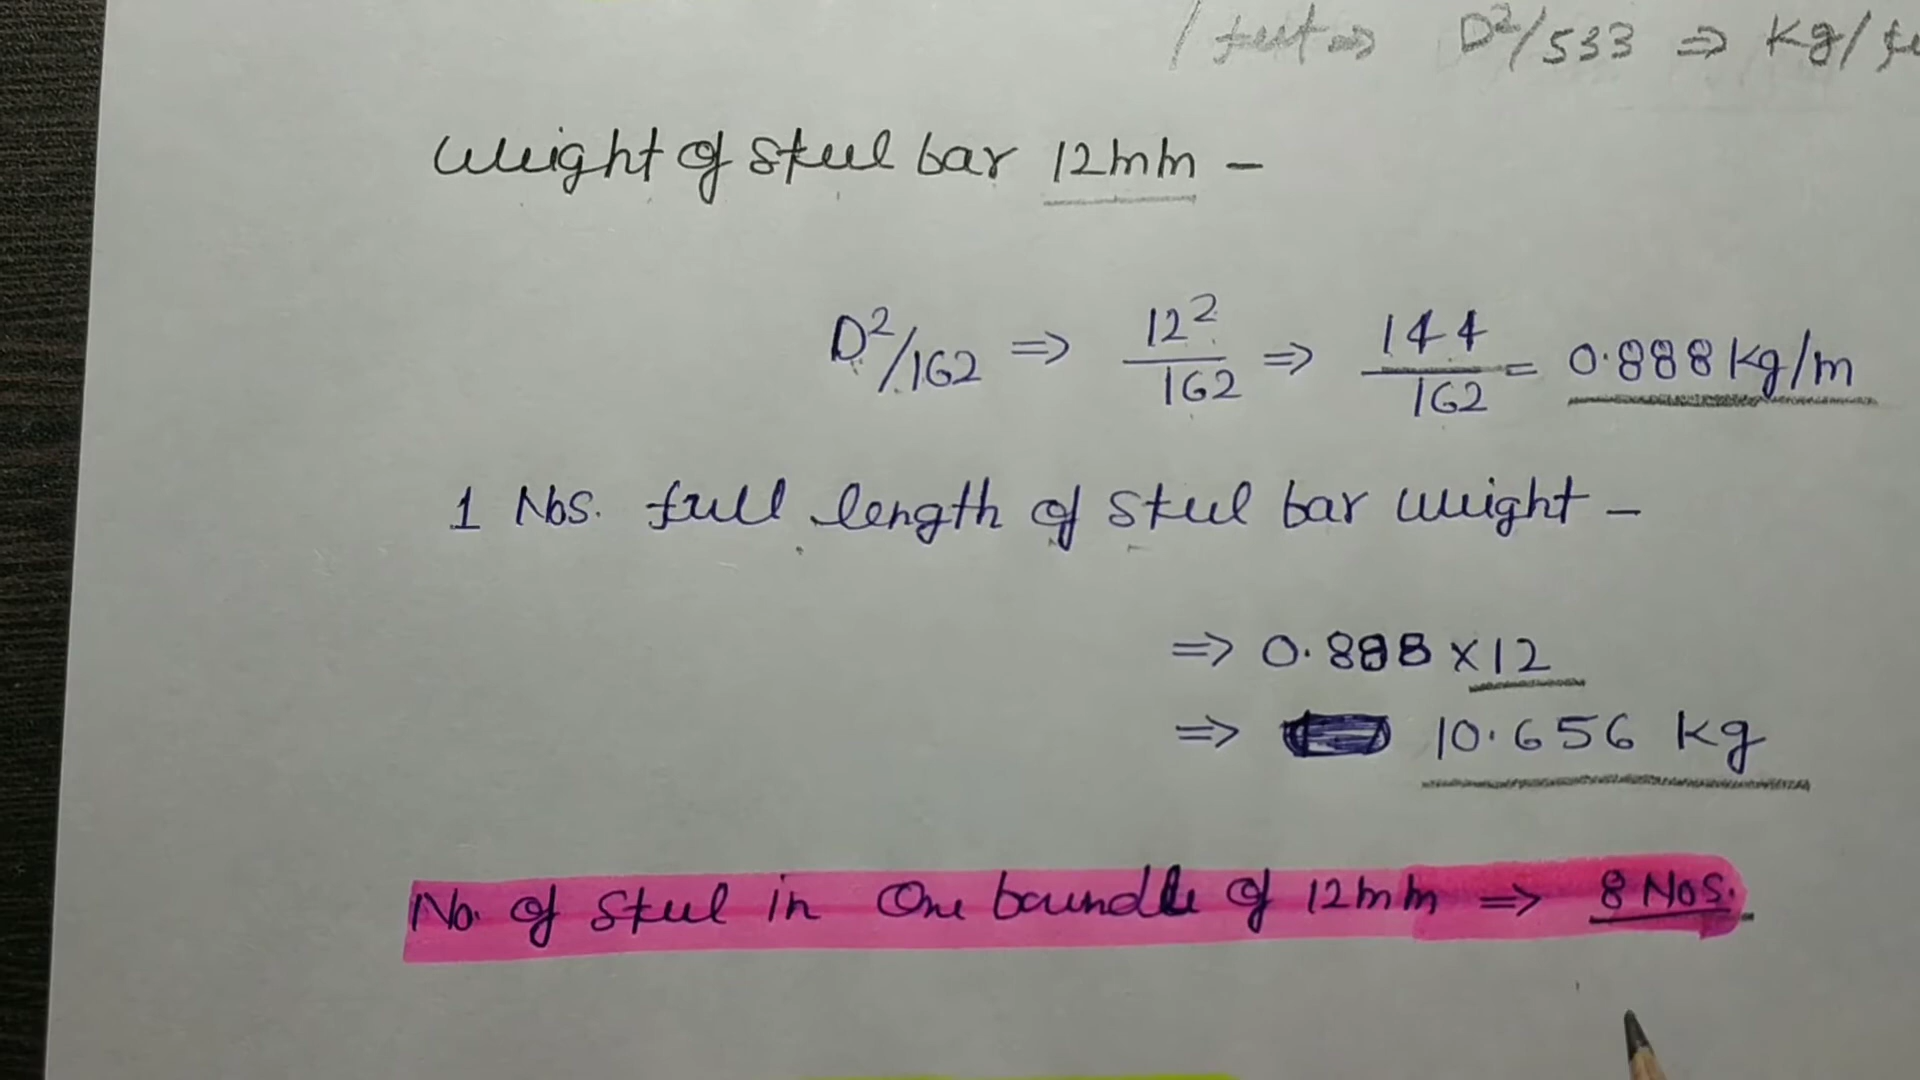 / feet ⇒ D²/533 ⇒ Kg/fe
Weight of Steel bar 12mm -
D²/162 ⇒ 12²/162 ⇒ 144/162 = 0.888 kg/m
1 Nos. full length of Steel bar weight -
⇒ 0.888 x 12
⇒ 10.656 kg
No. of Steel in One boundle of 12mm ⇒ 8 Nos.